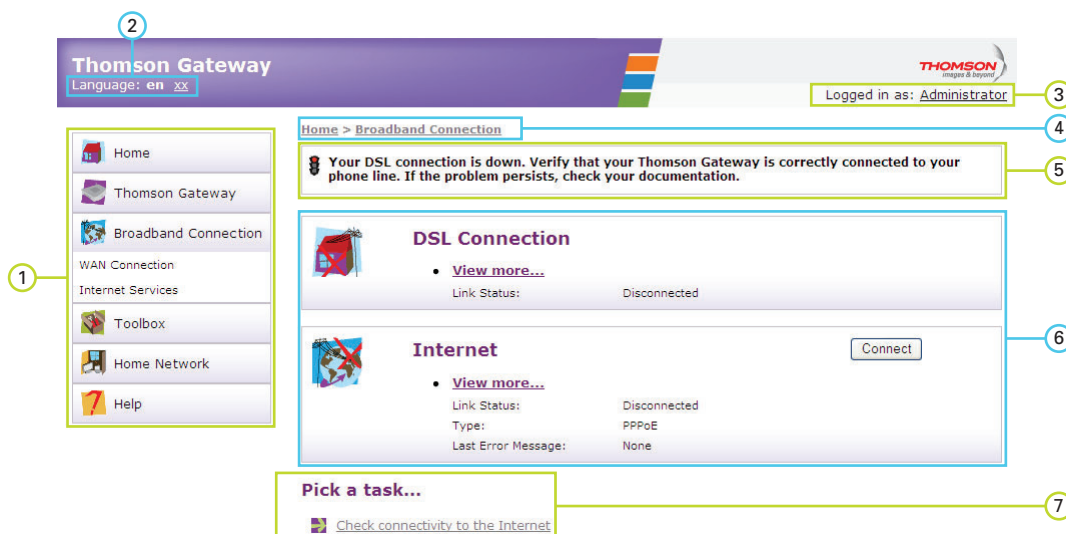 2
Thomson Gateway
Language: en xx
THOMSON
images & beyond
Logged in as: Administrator
3
Home > Broadband Connection
4
Your DSL connection is down. Verify that your Thomson Gateway is correctly connected to your
phone line. If the problem persists, check your documentation.
5
1
Home
Thomson Gateway
Broadband Connection
WAN Connection
Internet Services
Toolbox
Home Network
Help
DSL Connection
View more...
Link Status: Disconnected
Internet
Connect
6
View more...
Link Status: Disconnected
Type: PPPoE
Last Error Message: None
Pick a task...
7
Check connectivity to the Internet